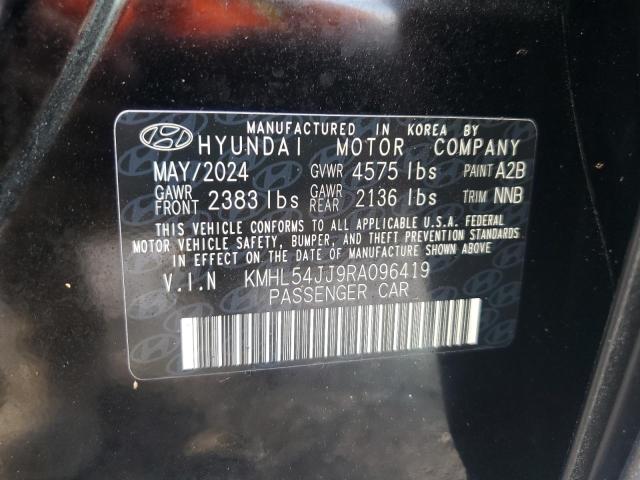 MANUFACTURED IN KOREA BY
HYUNDAI MOTOR COMPANY
MAY/2024 GVWR 4575 lbs PAINT A2B
GAWR FRONT 2383 lbs GAWR REAR 2136 lbs TRIM NNB
THIS VEHICLE CONFORMS TO ALL APPLICABLE U.S.A. FEDERAL
MOTOR VEHICLE SAFETY, BUMPER, AND THEFT PREVENTION STANDARDS
IN EFFECT ON THE DATE OF MANUFACTURE SHOWN ABOVE.
V.I.N KMHL54JJ9RA096419
PASSENGER CAR